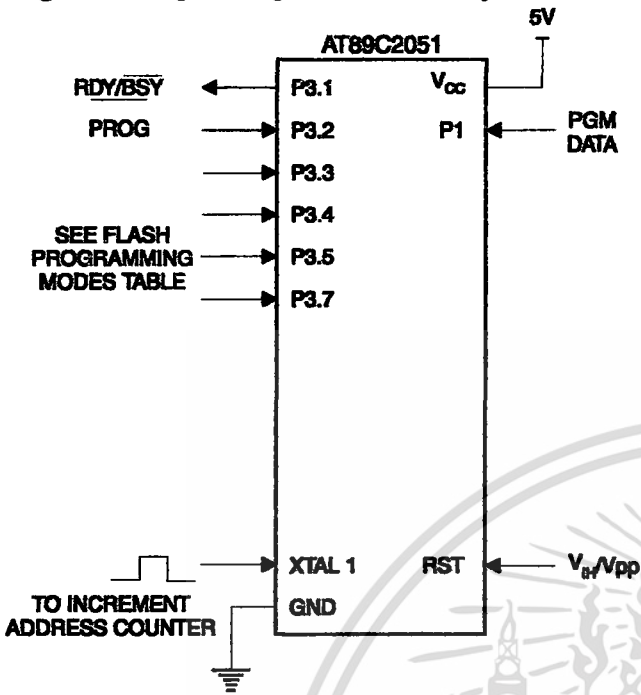 5V
AT89C2051
RDY/BSY
P3.1
VCC
PROG
P3.2
P1
PGM
DATA
P3.3
P3.4
SEE FLASH
PROGRAMMING
MODES TABLE
P3.5
P3.7
XTAL 1
RST
VIH/VPP
TO INCREMENT
ADDRESS COUNTER
GND